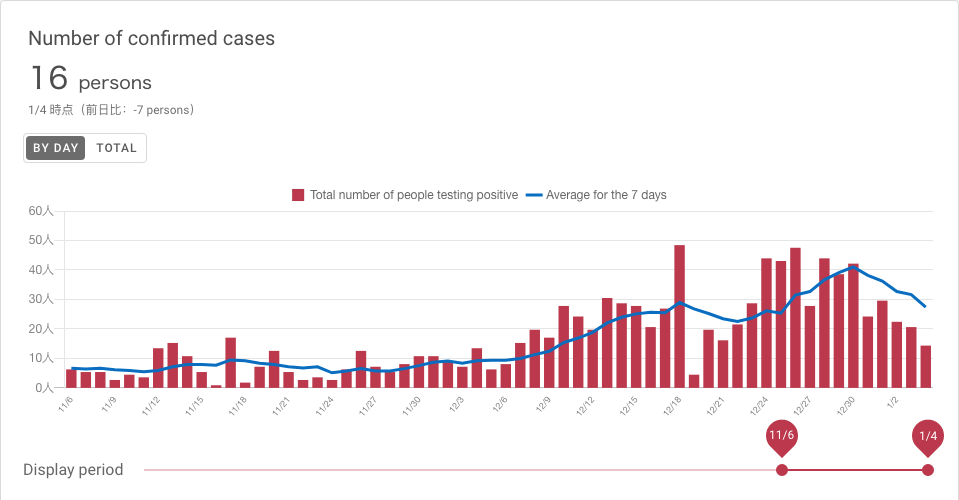 Number of confirmed cases
16 persons
1/4 時点（前日比：-7 persons）
BY DAY TOTAL
Total number of people testing positive Average for the 7 days
60人
50人
40人
30人
20人
10人
0人
11/6 11/9 11/12 11/15 11/18 11/21 11/24 11/27 11/30 12/3 12/6 12/9 12/12 12/15 12/18 12/21 12/24 12/27 12/30 1/2
11/6 1/4
Display period